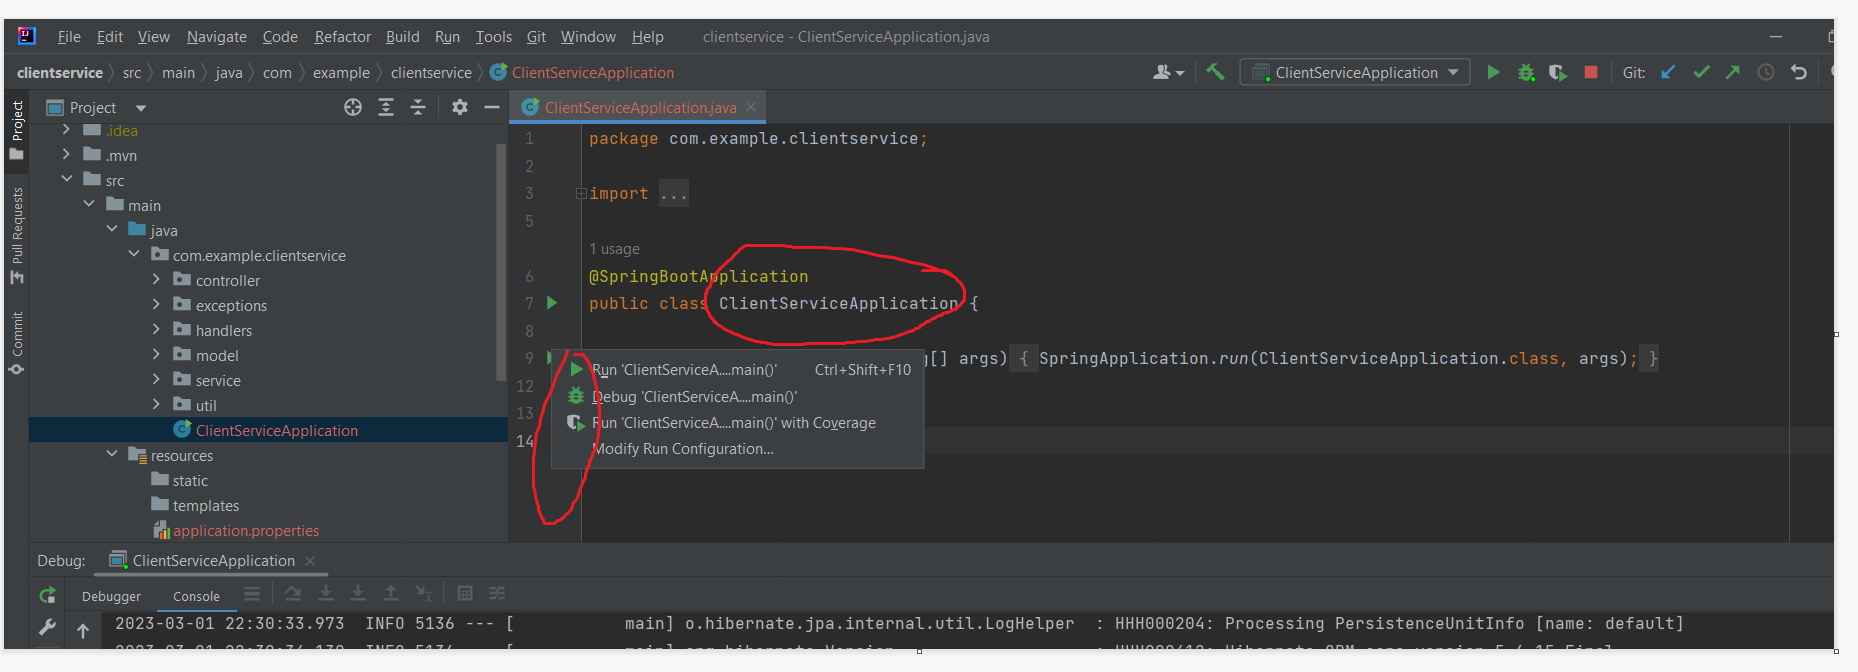 File Edit View Navigate Code Refactor Build Run Tools Git Window Help clientservice - ClientServiceApplication.java
clientservice src main java com example clientservice ClientServiceApplication ClientServiceApplication Git:
Project
Project
Pull Requests
Commit
.idea
.mvn
src
main
java
com.example.clientservice
controller
exceptions
handlers
model
service
util
ClientServiceApplication
resources
static
templates
application.properties
ClientServiceApplication.java
1 package com.example.clientservice;
2
3 import ...
5
1 usage
6 @SpringBootApplication
7 public class ClientServiceApplication {
8
9 [] args) { SpringApplication.run(ClientServiceApplication.class, args); }
12
13
14
Run 'ClientServiceA....main()' Ctrl+Shift+F10
Debug 'ClientServiceA....main()'
Run 'ClientServiceA....main()' with Coverage
Modify Run Configuration...
Debug: ClientServiceApplication
Debugger Console
2023-03-01 22:30:33.973 INFO 5136 --- [ main] o.hibernate.jpa.internal.util.LogHelper : HHH000204: Processing PersistenceUnitInfo [name: default]